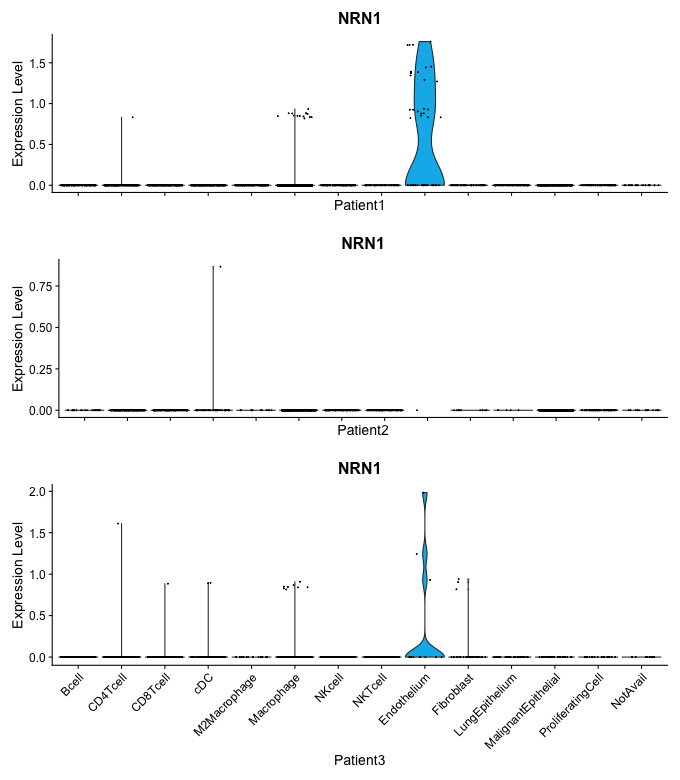 NRN1
Expression Level
1.5
1.0
0.5
0.0
Patient1
NRN1
Expression Level
0.75
0.50
0.25
0.00
Patient2
NRN1
Expression Level
2.0
1.5
1.0
0.5
0.0
Bcell
CD4Tcell
CD8Tcell
cDC
M2Macrophage
Macrophage
NKcell
NKTcell
Endothelium
Fibroblast
LungEpithelium
MalignantEpithelial
ProliferatingCell
NotAvail
Patient3